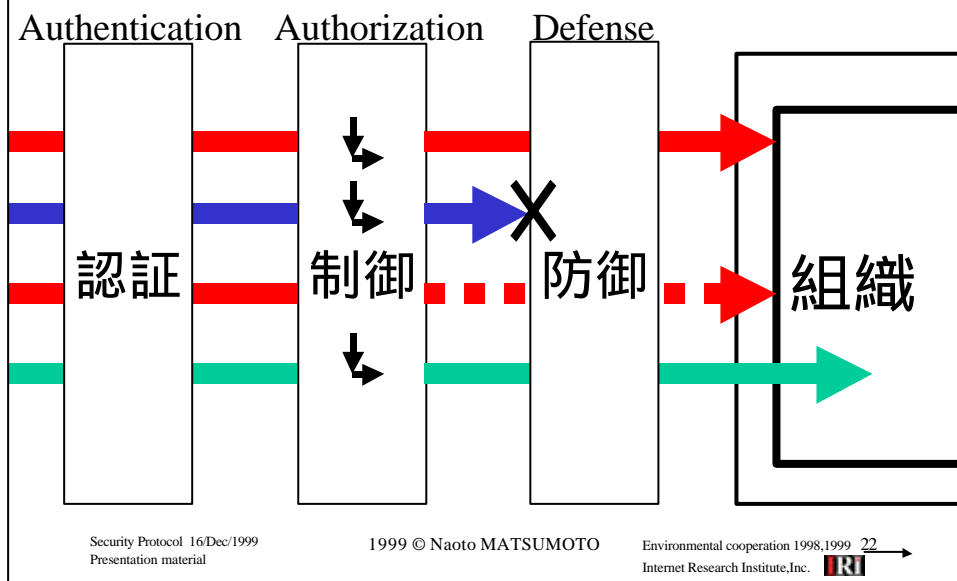 Authentication Authorization Defense
認証 制御 防御 組織
Security Protocol 16/Dec/1999
Presentation material
1999 © Naoto MATSUMOTO
Environmental cooperation 1998,1999 22
Internet Research Institute,Inc. IRi